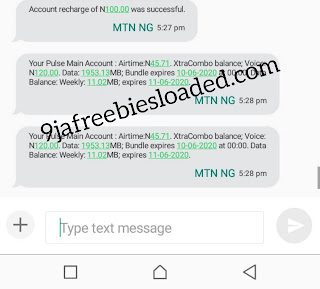 Account recharge of N100.00 was successful.
MTN NG 5:27 pm
Your Pulse Main Account : Airtime:N45.71. XtraCombo balance; Voice:
N120.00. Data: 1953.13MB; Bundle expires 10-06-2020 at 00:00. Data
Balance: Weekly: 11.02MB; expires 11-06-2020.
MTN NG 5:28 pm
Your Pulse Main Account : Airtime:N45.71. XtraCombo balance; Voice:
N120.00. Data: 1953.13MB; Bundle expires 10-06-2020 at 00:00. Data
Balance: Weekly: 11.02MB; expires 11-06-2020.
MTN NG 5:28 pm
9jafreebiesloaded.com
Type text message